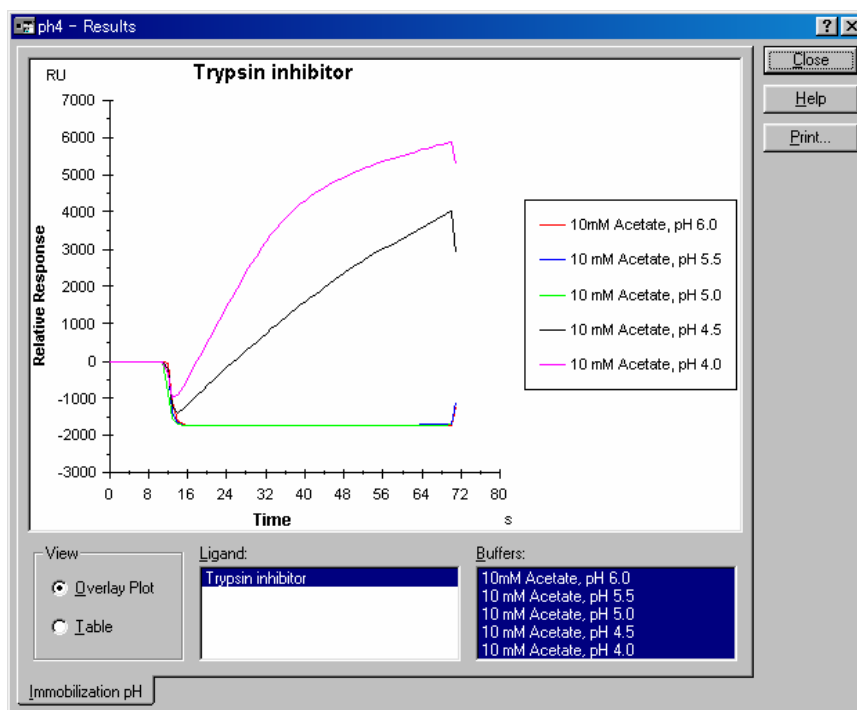 ph4 - Results
RU
Trypsin inhibitor
7000
6000
5000
4000
3000
2000
1000
0
-1000
-2000
-3000
Relative Response
0 8 16 24 32 40 48 56 64 72 80
Time
s
10mM Acetate, pH 6.0
10 mM Acetate, pH 5.5
10 mM Acetate, pH 5.0
10 mM Acetate, pH 4.5
10 mM Acetate, pH 4.0
Close
Help
Print...
View
Overlay Plot
Table
Ligand:
Trypsin inhibitor
Buffers:
10mM Acetate, pH 6.0
10 mM Acetate, pH 5.5
10 mM Acetate, pH 5.0
10 mM Acetate, pH 4.5
10 mM Acetate, pH 4.0
Immobilization pH